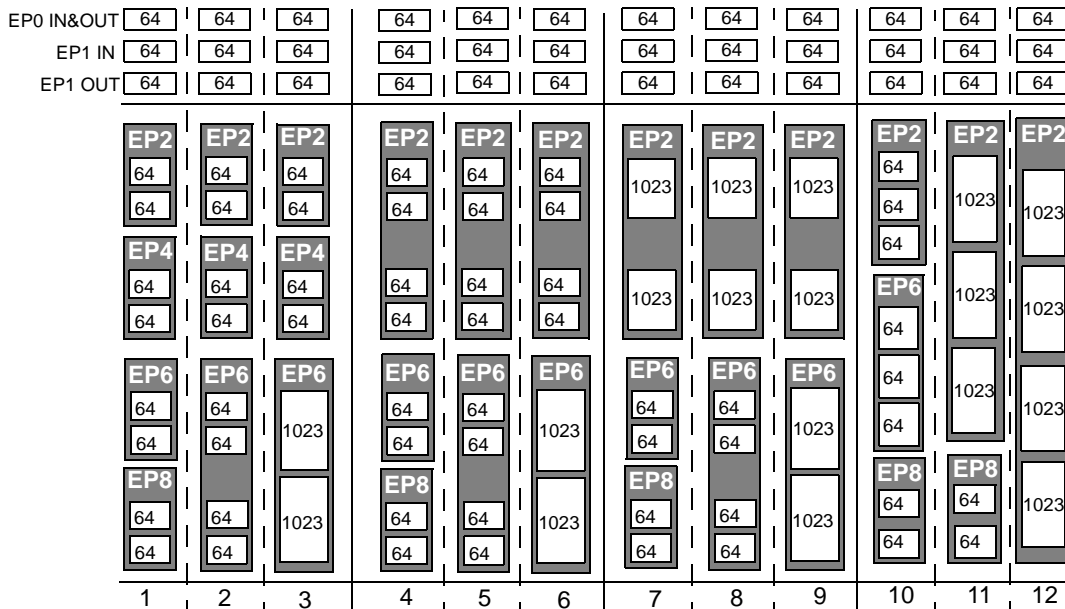 EP0 IN&OUT 64 64 64 64 64 64 64 64 64 64 64 64
EP1 IN 64 64 64 64 64 64 64 64 64 64 64 64
EP1 OUT 64 64 64 64 64 64 64 64 64 64 64 64
EP2 EP2 EP2 EP2 EP2 EP2 EP2 EP2 EP2 EP2 EP2 EP2
64 64 64 64 64 64 1023 1023 1023 64 1023 1023
64 64 64 64 64 64 64
EP4 EP4 EP4 64
64 64 64 64 64 64 1023 1023 1023 EP6 1023 1023
64 64 64 64 64 64 64
EP6 EP6 EP6 EP6 EP6 EP6 EP6 EP6 EP6 64 1023 1023
64 64 1023 64 64 1023 64 64 1023 64
64 64 64 64 64 64
EP8 EP8 EP8 EP8 EP8
64 64 1023 64 64 1023 64 64 1023 64 64 1023
64 64 64 64 64 64 64 64
1 2 3 4 5 6 7 8 9 10 11 12